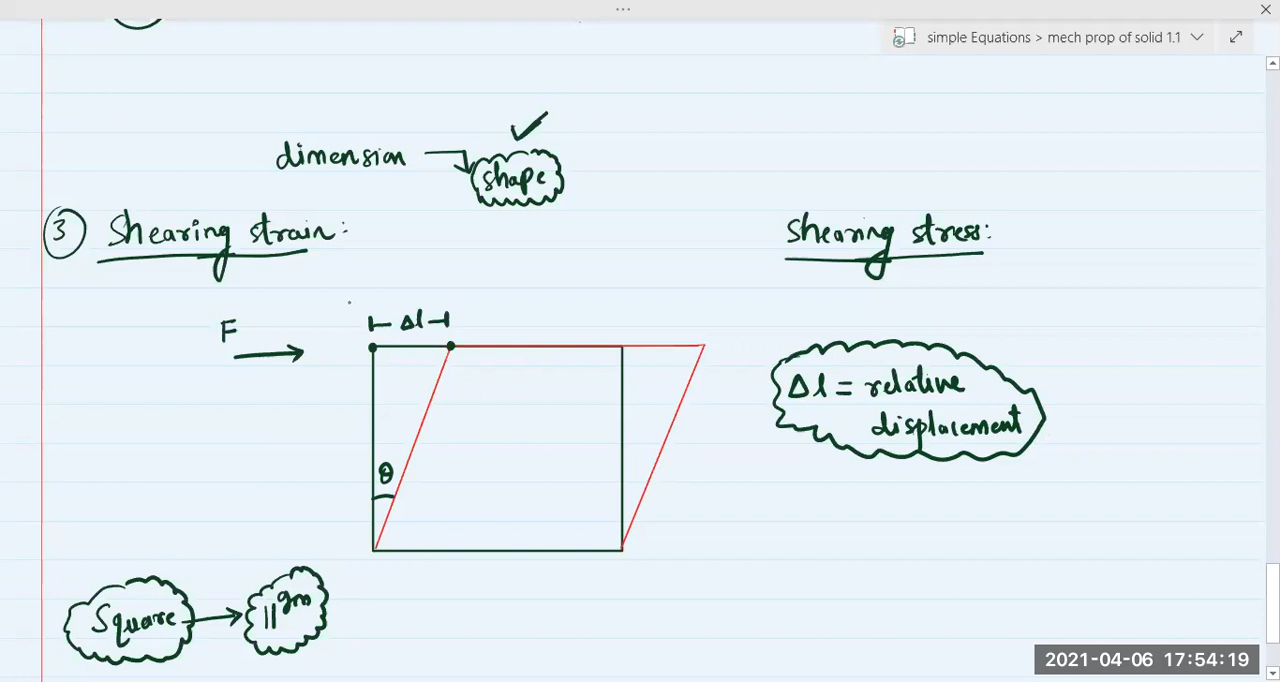 simple Equations > mech prop of solid 1.1
dimension → shape
③ Shearing strain:
Shearing stress:
F
Δl
Δl = relative
displacement
θ
Square → ||gm
2021-04-06 17:54:19